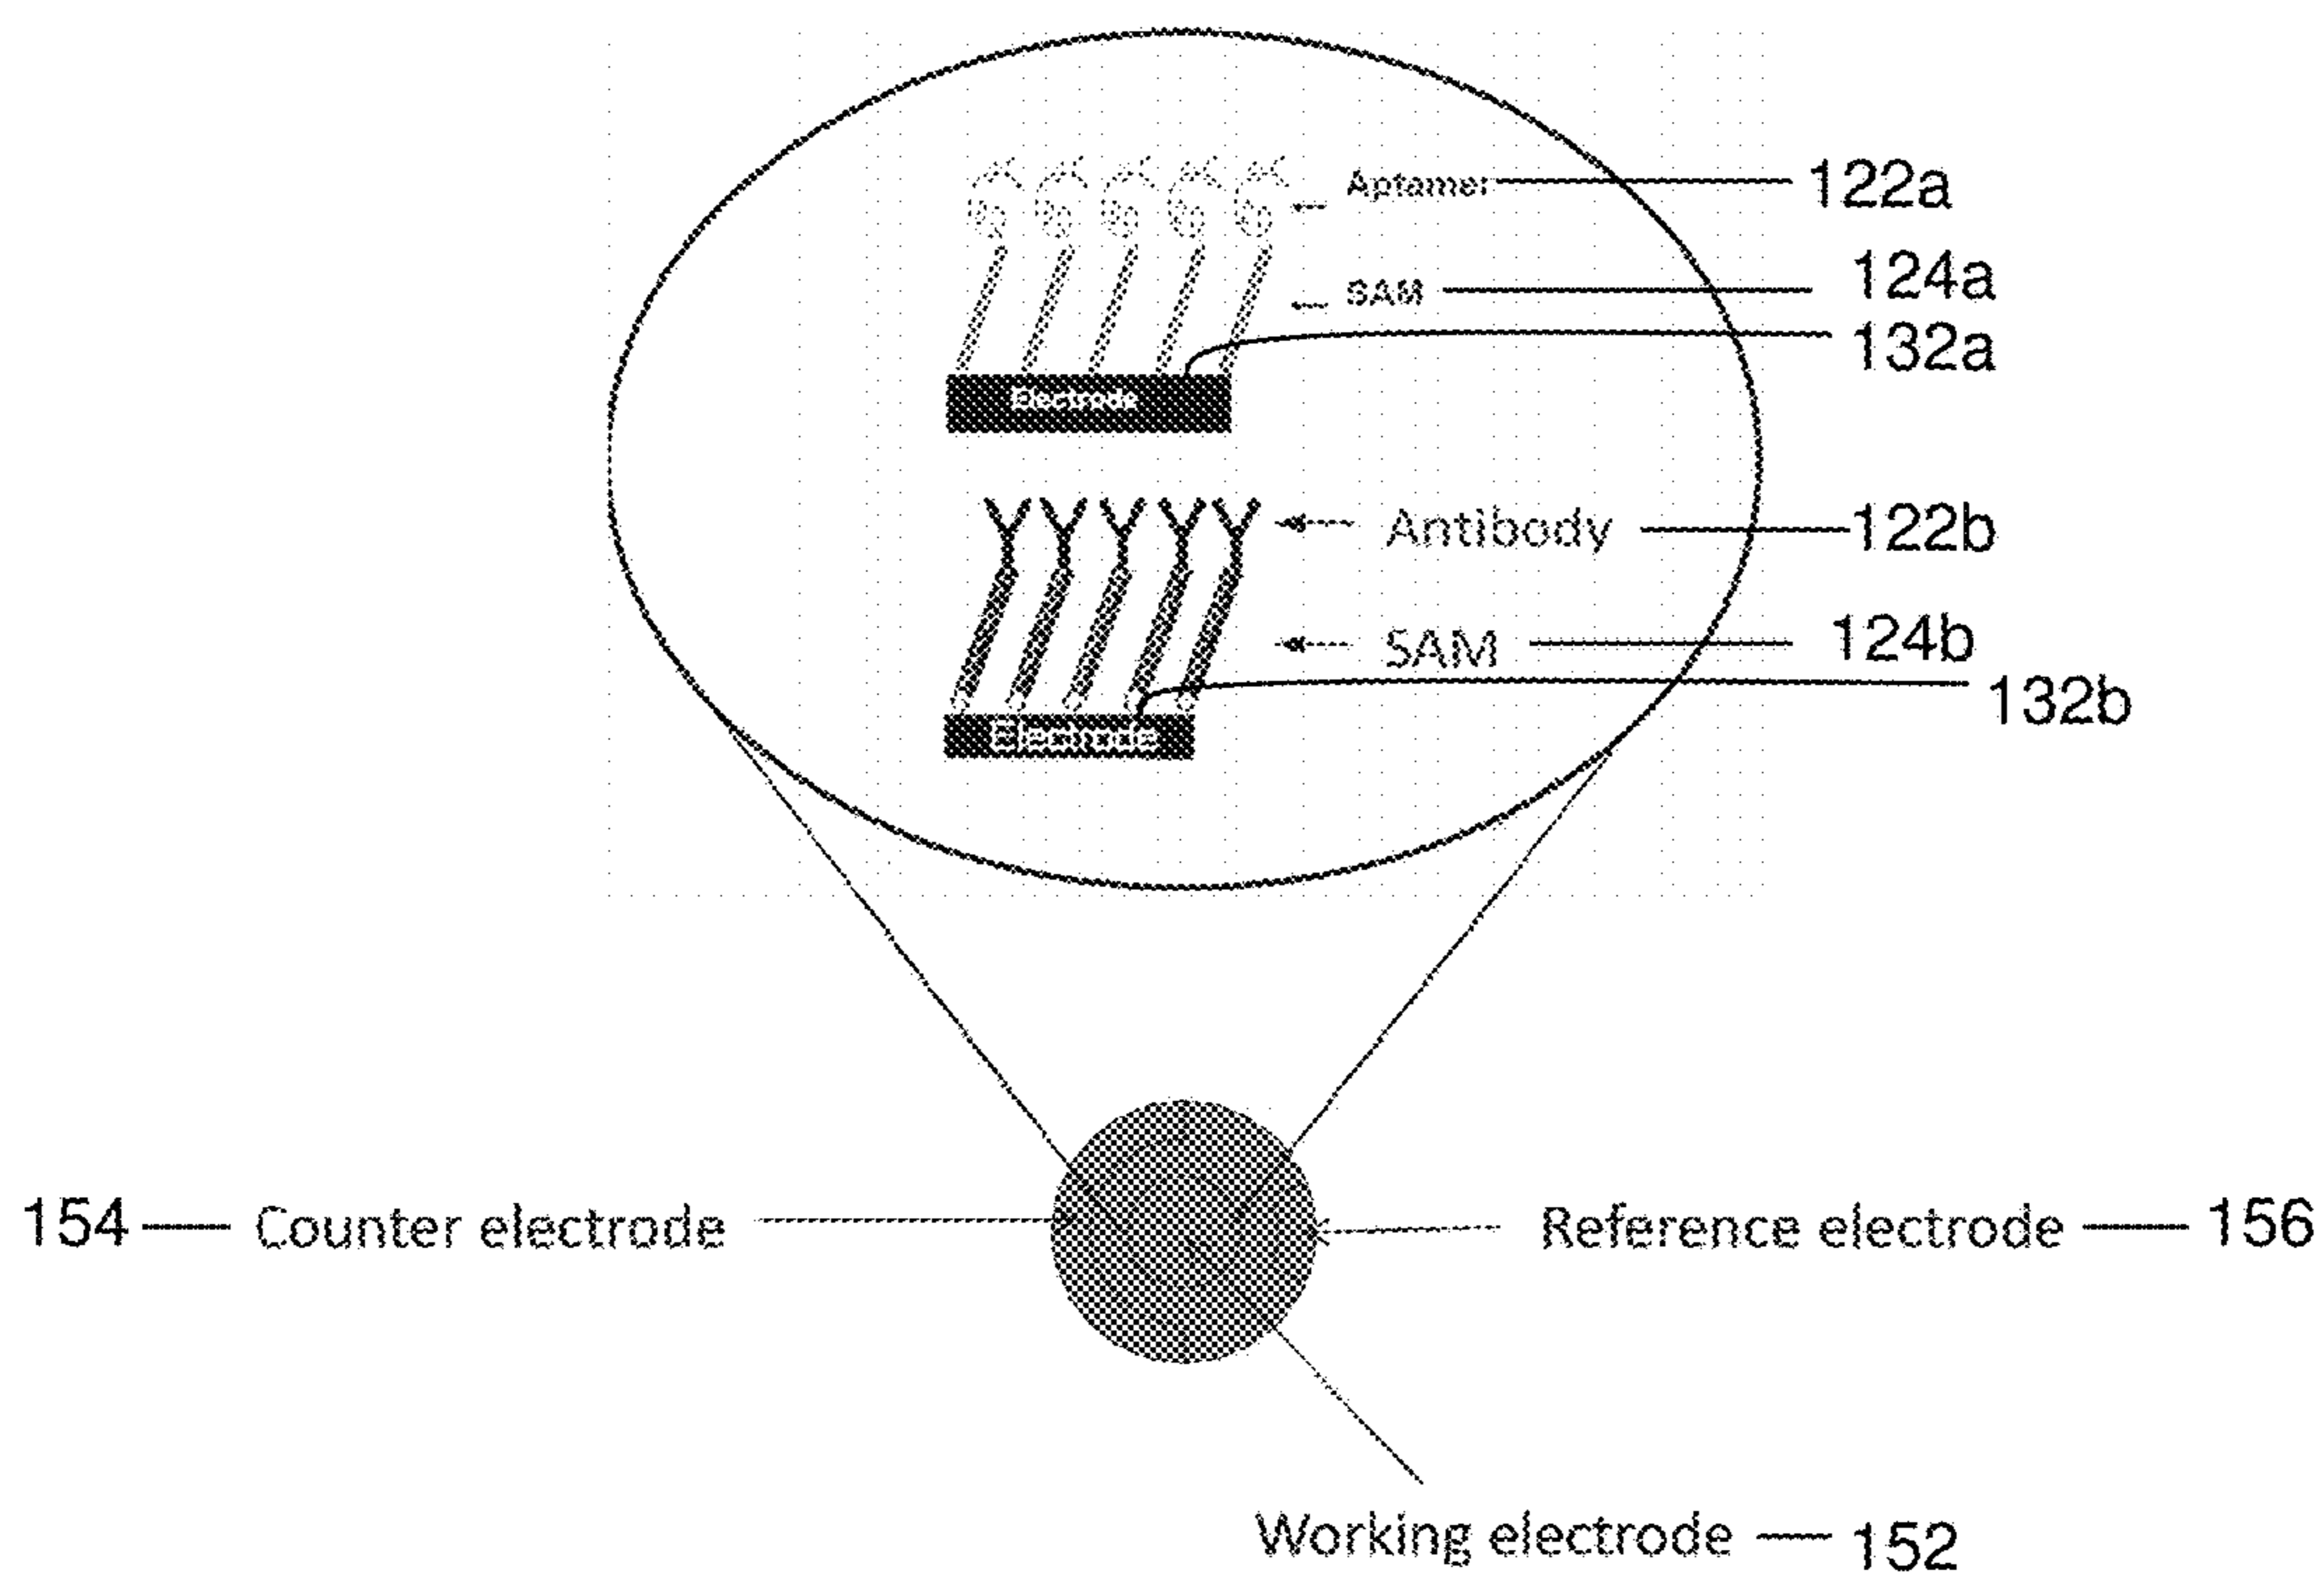 Aptamer 122a
SAM 124a
132a
Electrode
Antibody 122b
SAM 124b
132b
Electrode
154 Counter electrode
Reference electrode 156
Working electrode 152